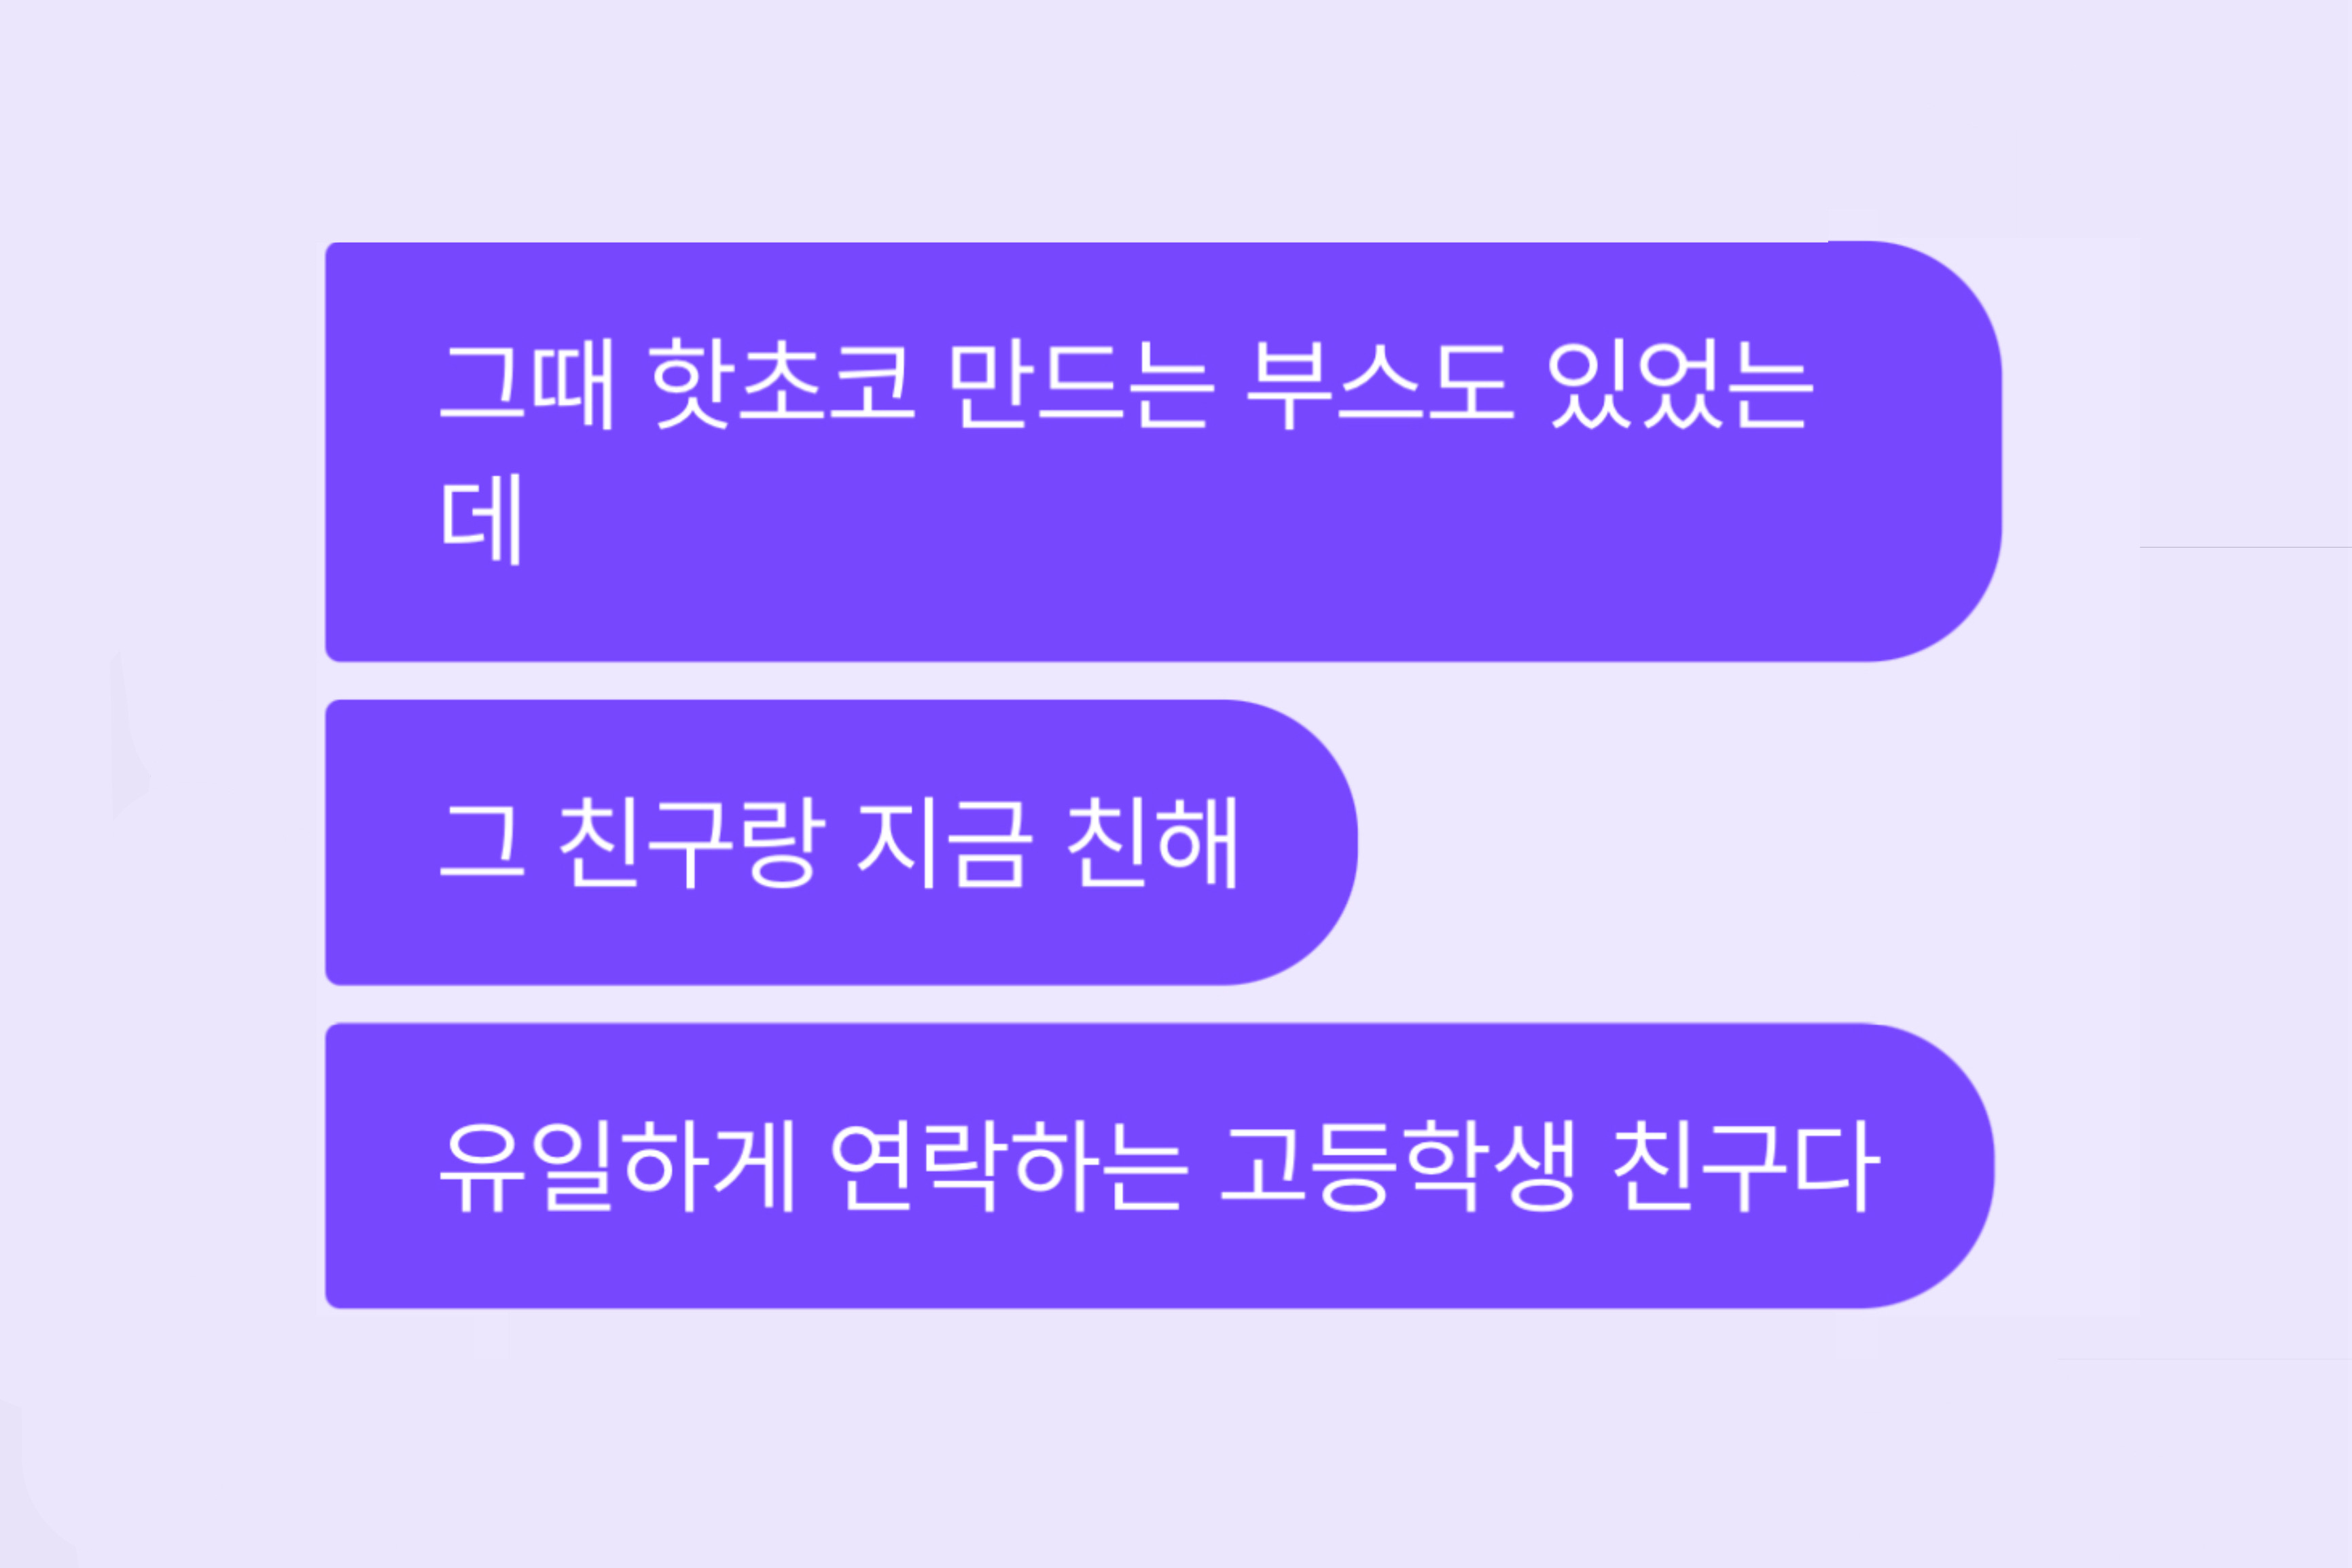 그때 핫초코 만드는 부스도 있었는
데
그 친구랑 지금 친해
유일하게 연락하는 고등학생 친구다